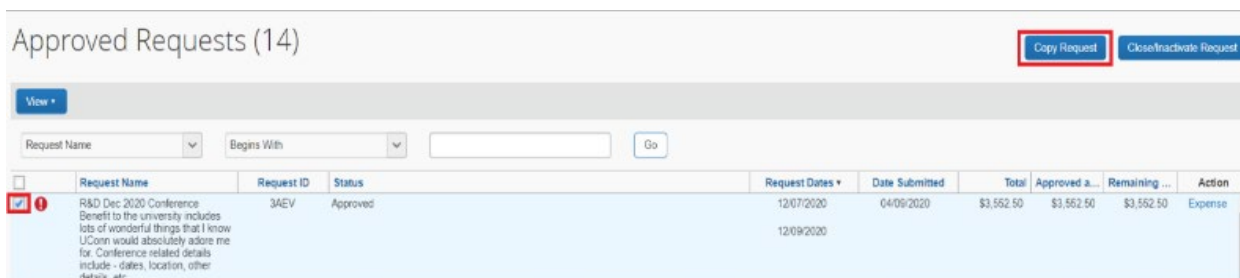 Approved Requests (14)
Copy Request
Close/Inactivate Request
View
Request Name
Begins With
Go
Request Name Request ID Status Request Dates Date Submitted Total Approved a... Remaining ... Action
R&D Dec 2020 Conference 3AEV Approved 12/07/2020 04/09/2020 $3,552.50 $3,552.50 $3,552.50 Expense
Benefit to the university includes
lots of wonderful things that I know 12/09/2020
UConn would absolutely adore me
for. Conference related details
include - dates, location, other
details, etc.